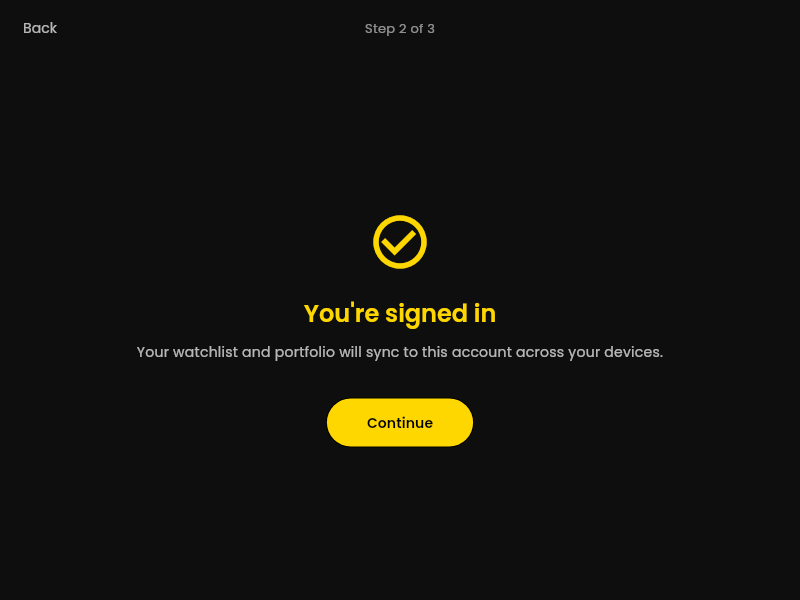 Back
Step 2 of 3
You're signed in
Your watchlist and portfolio will sync to this account across your devices.
Continue